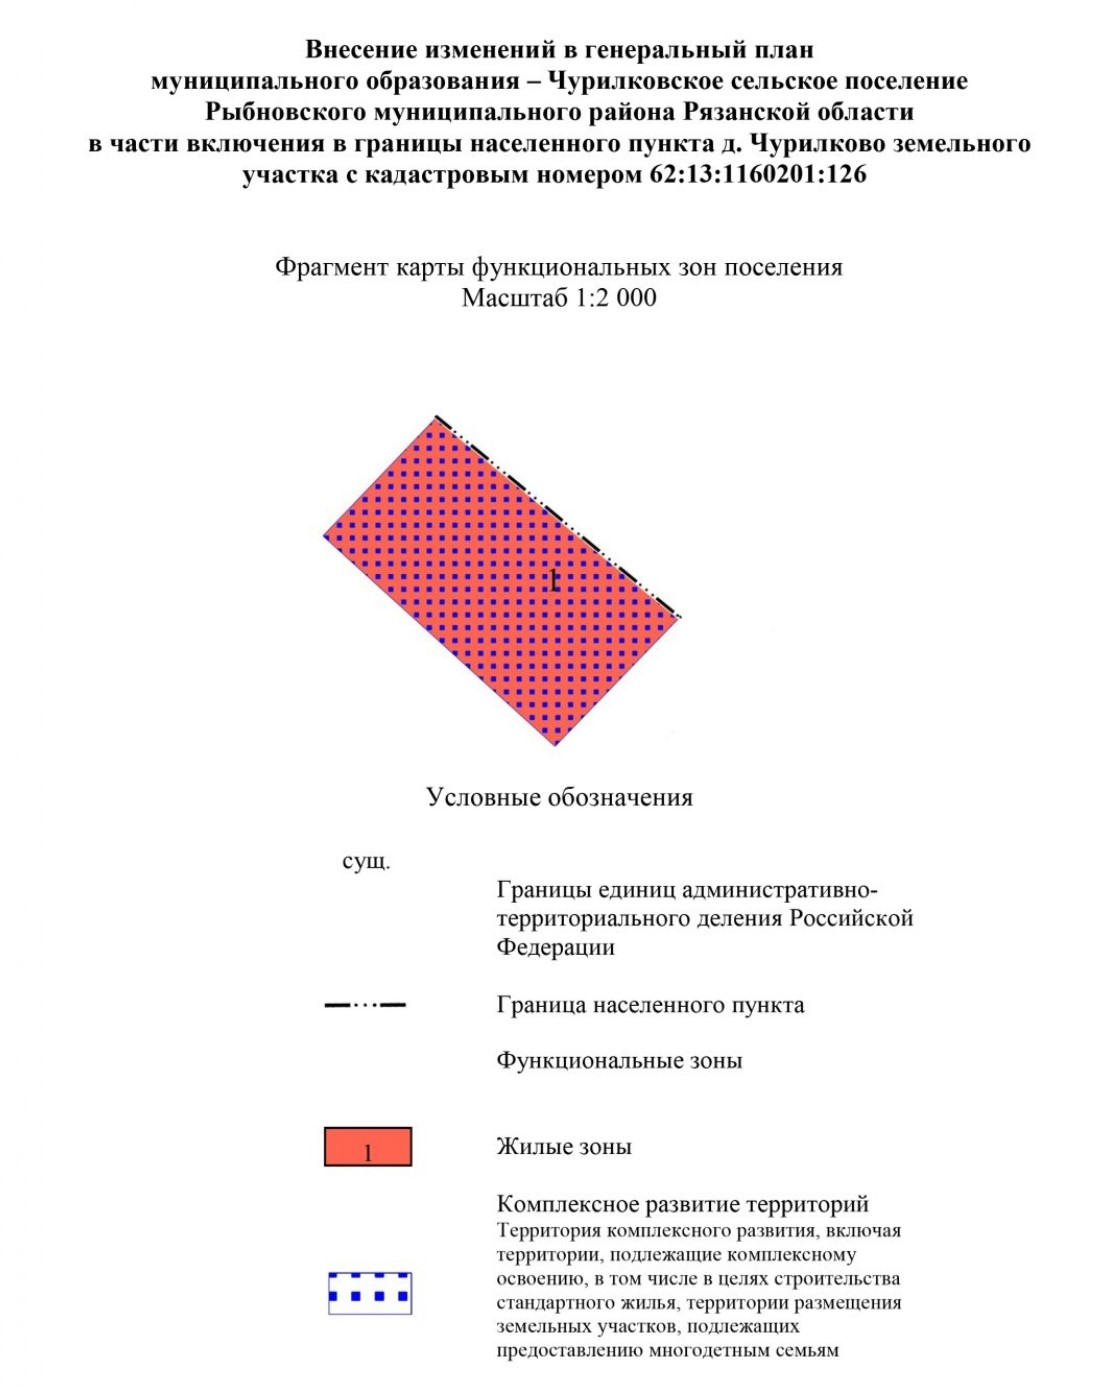 Внесение изменений в генеральный план
муниципального образования – Чурилковское сельское поселение
Рыбновского муниципального района Рязанской области
в части включения в границы населенного пункта д. Чурилково земельного
участка с кадастровым номером 62:13:1160201:126
Фрагмент карты функциональных зон поселения
Масштаб 1:2 000
1
Условные обозначения
сущ.
Границы единиц административно-
территориального деления Российской
Федерации
Граница населенного пункта
Функциональные зоны
1
Жилые зоны
Комплексное развитие территорий
Территория комплексного развития, включая
территории, подлежащие комплексному
освоению, в том числе в целях строительства
стандартного жилья, территории размещения
земельных участков, подлежащих
предоставлению многодетным семьям